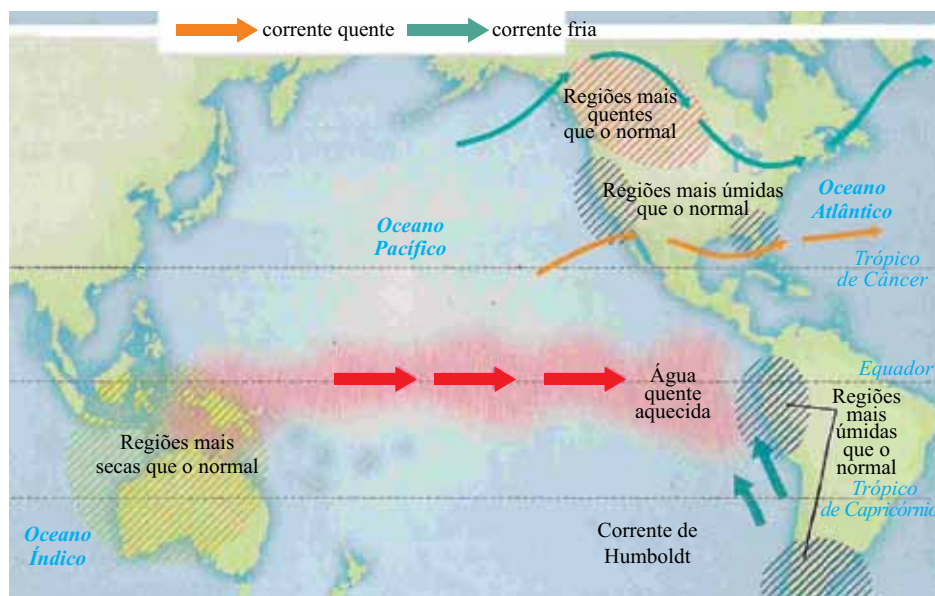 corrente quente
corrente fria
Regiões mais
quentes
que o normal
Regiões mais úmidas
que o normal
Oceano
Atlântico
Oceano
Pacífico
Trópico
de Câncer
Equador
Água
quente
aquecida
Regiões
mais
úmidas
que o
normal
Regiões mais
secas que o normal
Trópico
de Capricórnio
Oceano
Índico
Corrente de
Humboldt